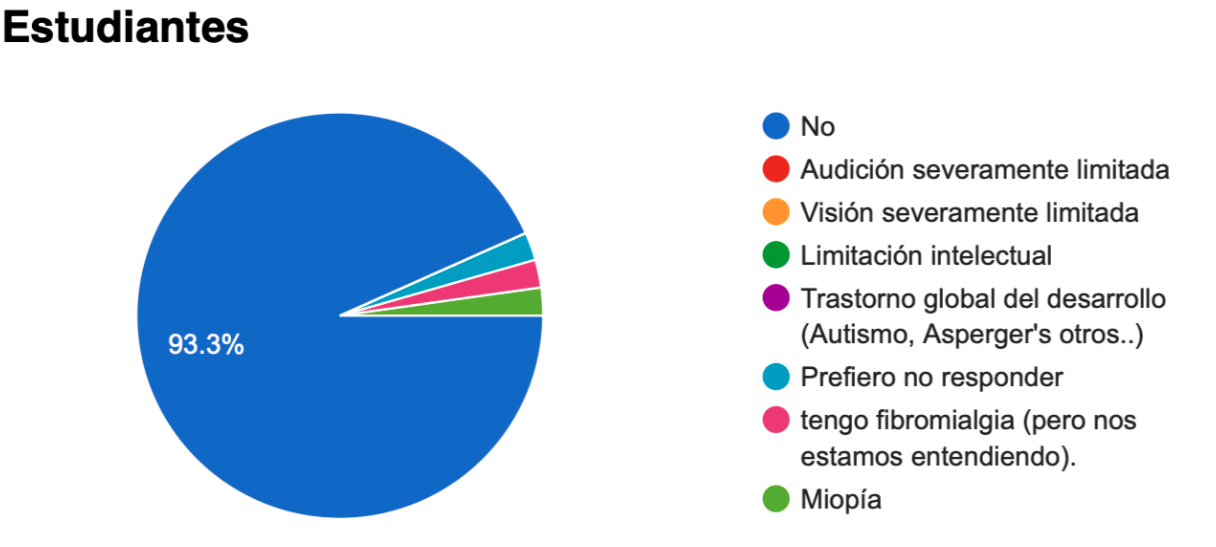 Estudiantes
93.3%
No
Audición severamente limitada
Visión severamente limitada
Limitación intelectual
Trastorno global del desarrollo
(Autismo, Asperger's otros..)
Prefiero no responder
tengo fibromialgia (pero nos
estamos entendiendo).
Miopía